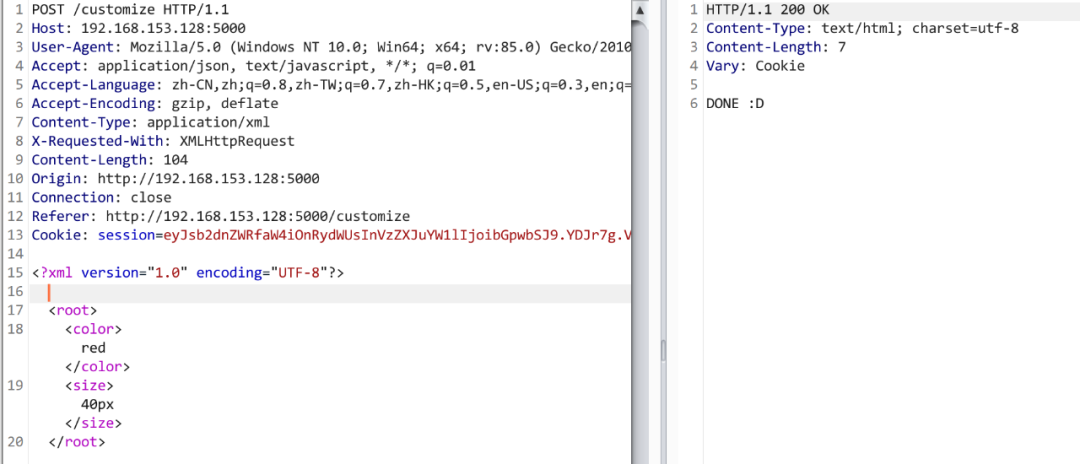 1 POST /customize HTTP/1.1
2 Host: 192.168.153.128:5000
3 User-Agent: Mozilla/5.0 (Windows NT 10.0; Win64; x64; rv:85.0) Gecko/2010
4 Accept: application/json, text/javascript, */*; q=0.01
5 Accept-Language: zh-CN,zh;q=0.8,zh-TW;q=0.7,zh-HK;q=0.5,en-US;q=0.3,en;q=
6 Accept-Encoding: gzip, deflate
7 Content-Type: application/xml
8 X-Requested-With: XMLHttpRequest
9 Content-Length: 104
10 Origin: http://192.168.153.128:5000
11 Connection: close
12 Referer: http://192.168.153.128:5000/customize
13 Cookie: session=eyJsb2dnZWRfaW4iOnRydWUsInVzZXJuYW1lIjoibGpwbSJ9.YDJr7g.V
14
15 <?xml version="1.0" encoding="UTF-8"?>
16
17 <root>
18 <color>
red
</color>
19 <size>
40px
</size>
20 </root>
1 HTTP/1.1 200 OK
2 Content-Type: text/html; charset=utf-8
3 Content-Length: 7
4 Vary: Cookie
5
6 DONE :D